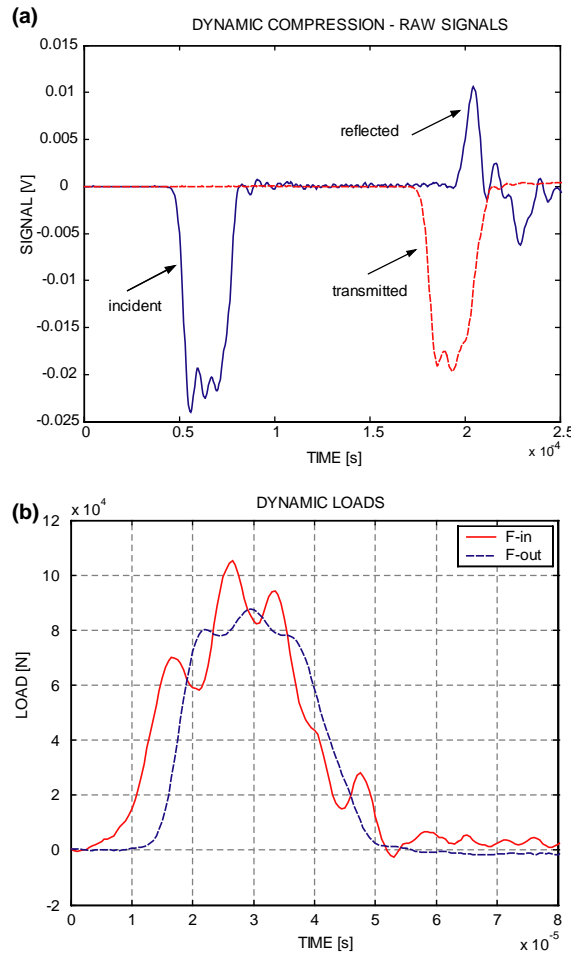 (a)
DYNAMIC COMPRESSION - RAW SIGNALS
0.015
0.01
0.005
0
-0.005
-0.01
-0.015
-0.02
-0.025
SIGNAL [V]
reflected
incident
transmitted
0 0.5 1 1.5 2 2.5
TIME [s]
x 10⁻⁴
(b)
DYNAMIC LOADS
x 10⁴
12
10
8
6
4
2
0
-2
LOAD [N]
F-in
F-out
0 1 2 3 4 5 6 7 8
TIME [s]
x 10⁻⁵